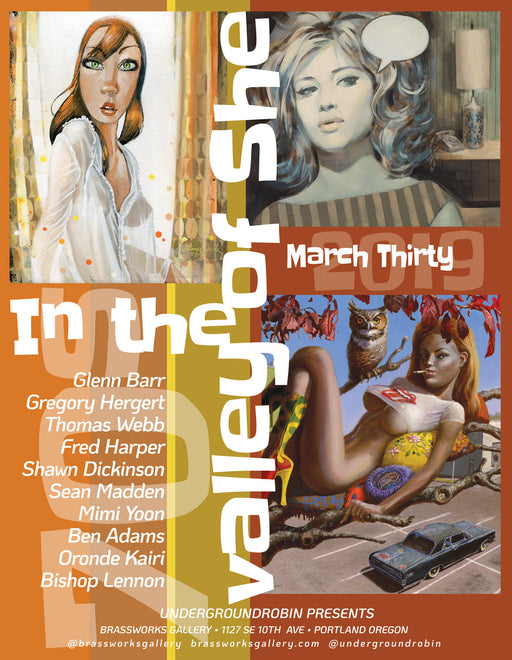 In the
valley of She
March Thirty
2019
70s
Glenn Barr
Gregory Hergert
Thomas Webb
Fred Harper
Shawn Dickinson
Sean Madden
Mimi Yoon
Ben Adams
Oronde Kairi
Bishop Lennon
UNDERGROUNDROBIN PRESENTS
BRASSWORKS GALLERY • 1127 SE 10TH AVE • PORTLAND OREGON
@brassworksgallery brassworksgallery.com @undergroundrobin